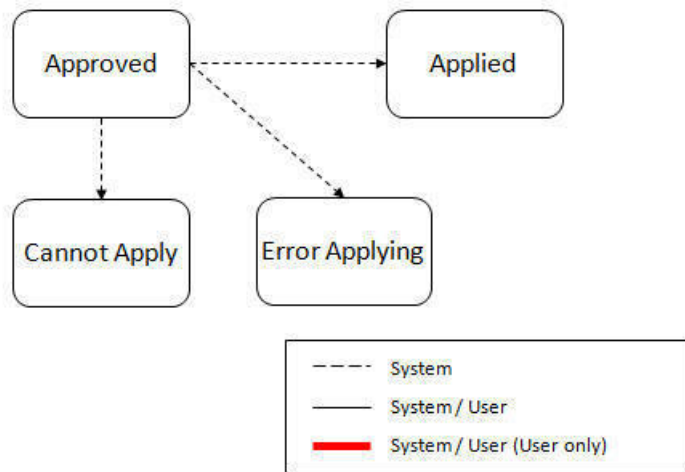 Approved
Applied
Cannot Apply
Error Applying
System
System / User
System / User (User only)